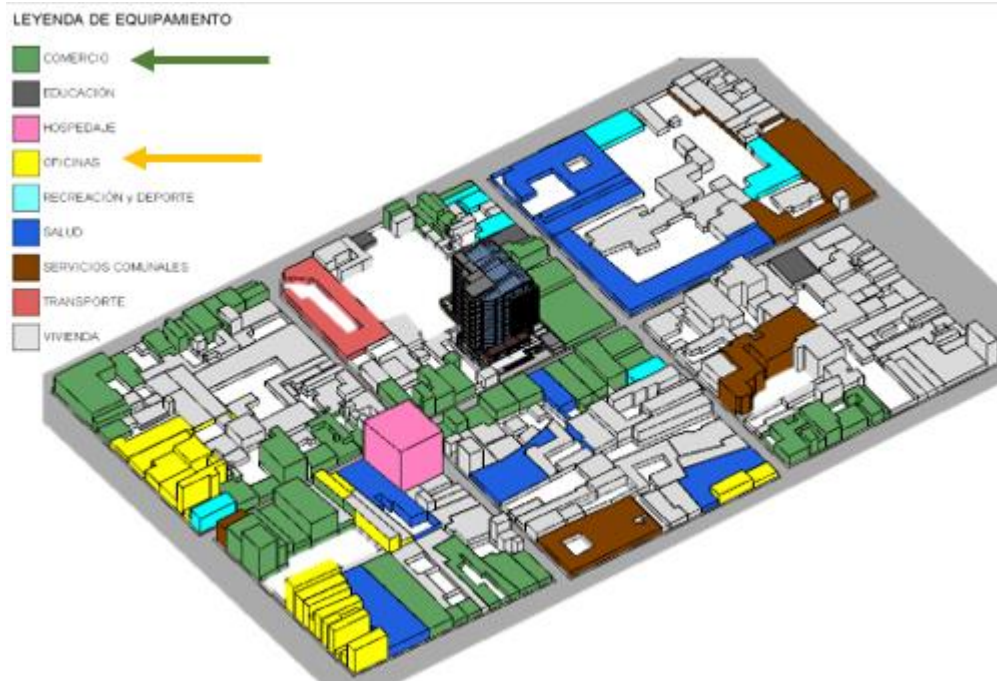 LEYENDA DE EQUIPAMIENTO
COMERCIO
EDUCACIÓN
HOSPEDAJE
OFICINAS
RECREACIÓN y DEPORTE
SALUD
SERVICIOS COMUNALES
TRANSPORTE
VIVIENDA